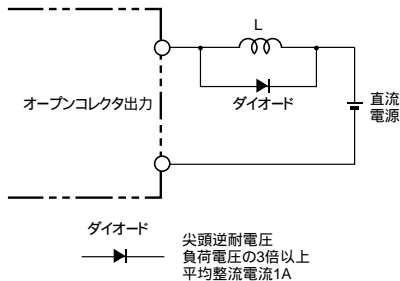 L
オープンコレクタ出力
ダイオード
直流
電源
ダイオード
尖頭逆耐電圧
負荷電圧の3倍以上
平均整流電流1A